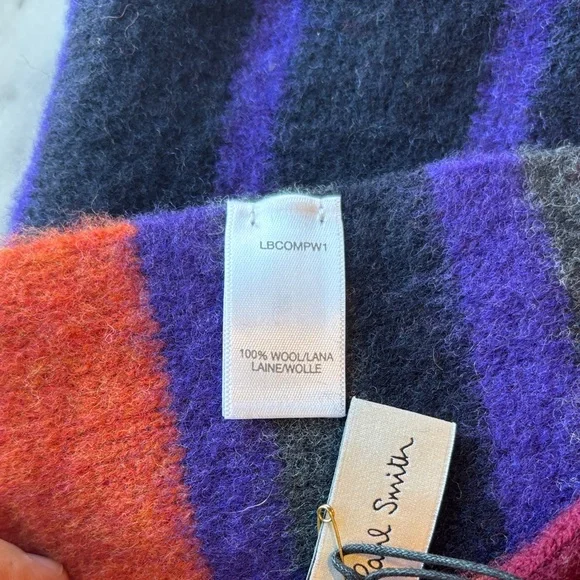 LBCOMPW1
100% WOOL/LANA
LAINE/WOLLE
Paul Smith